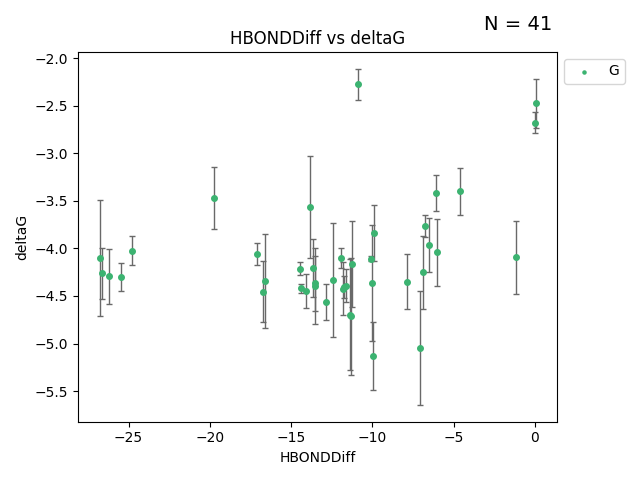 N = 41
HBONDDiff vs deltaG
G
deltaG
−2.0
−2.5
−3.0
−3.5
−4.0
−4.5
−5.0
−5.5
−25 −20 −15 −10 −5 0
HBONDDiff